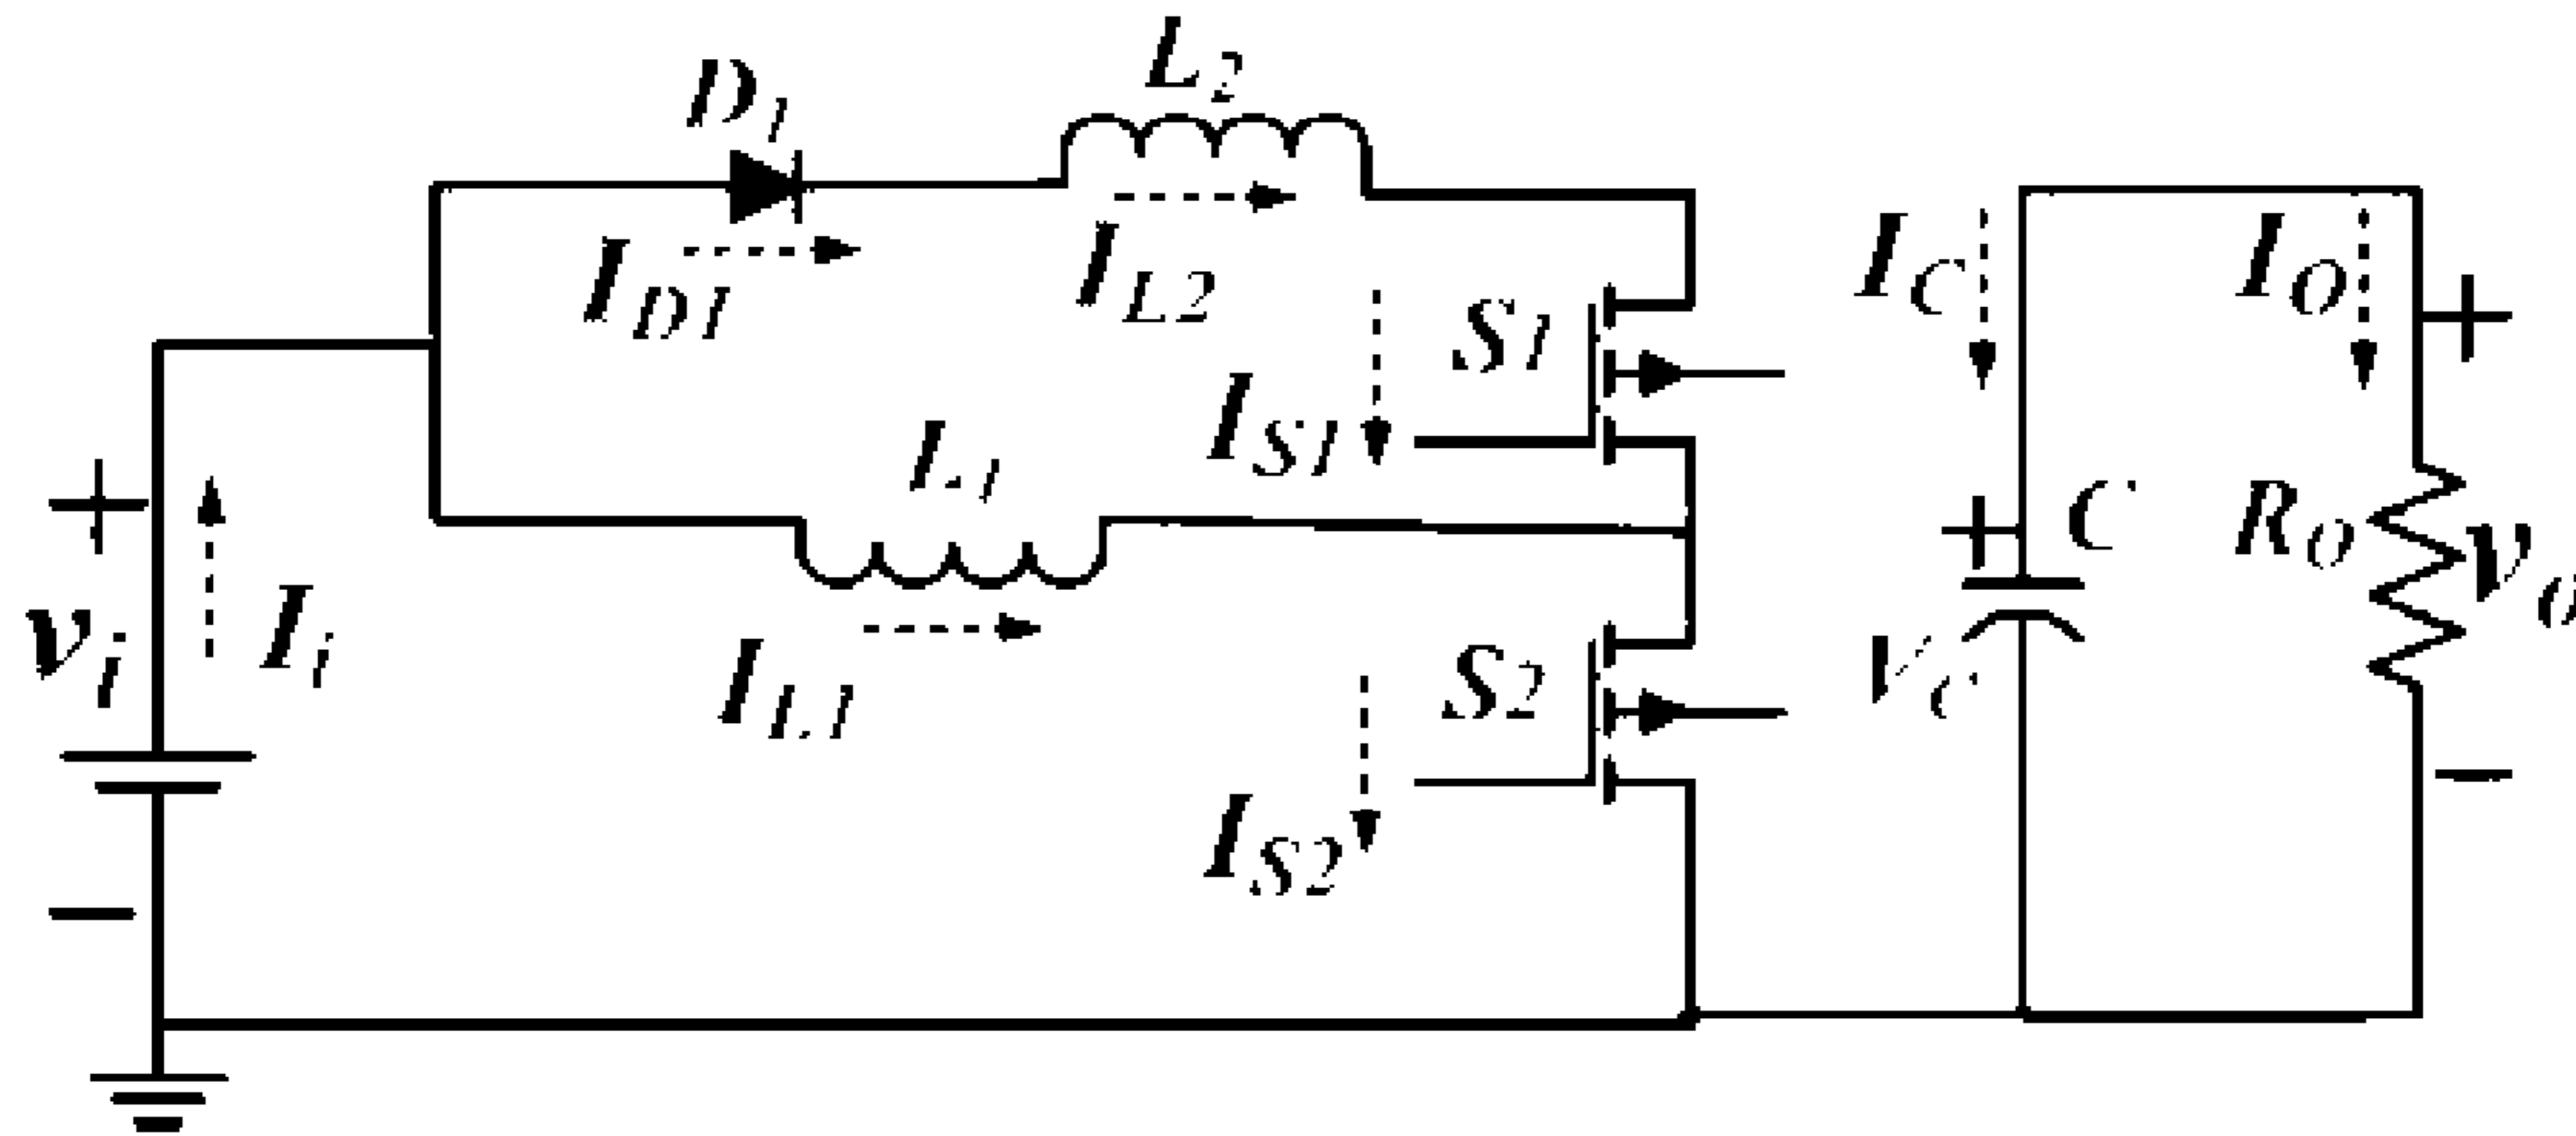 L2
D1
ID1
IL2
S1
IS1
IC
IO
+
+
L1
+
C
RO
vo
vi
Ii
IL1
S2
VC
IS2
−
−